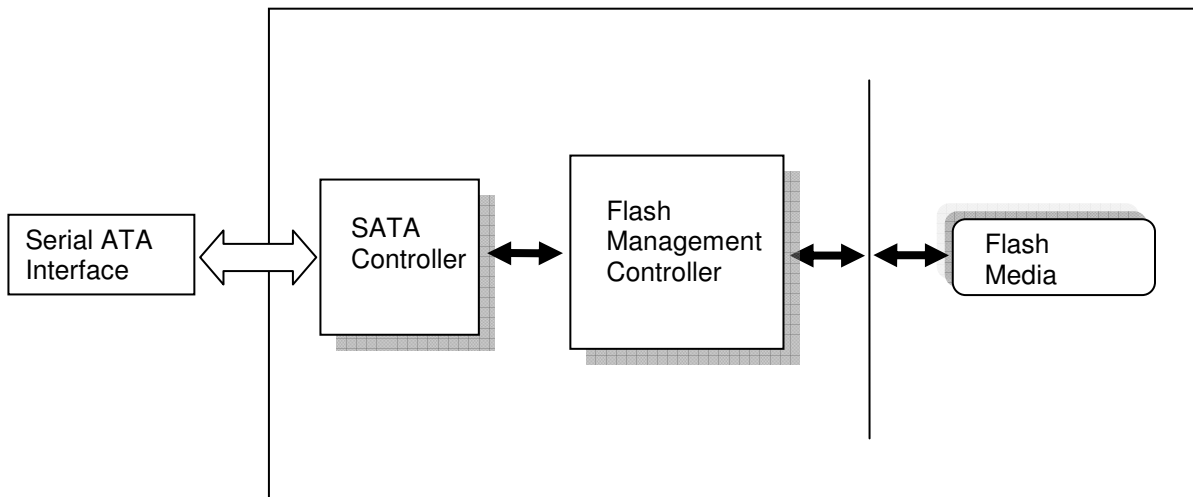 Serial ATA
Interface
SATA
Controller
Flash
Management
Controller
Flash
Media